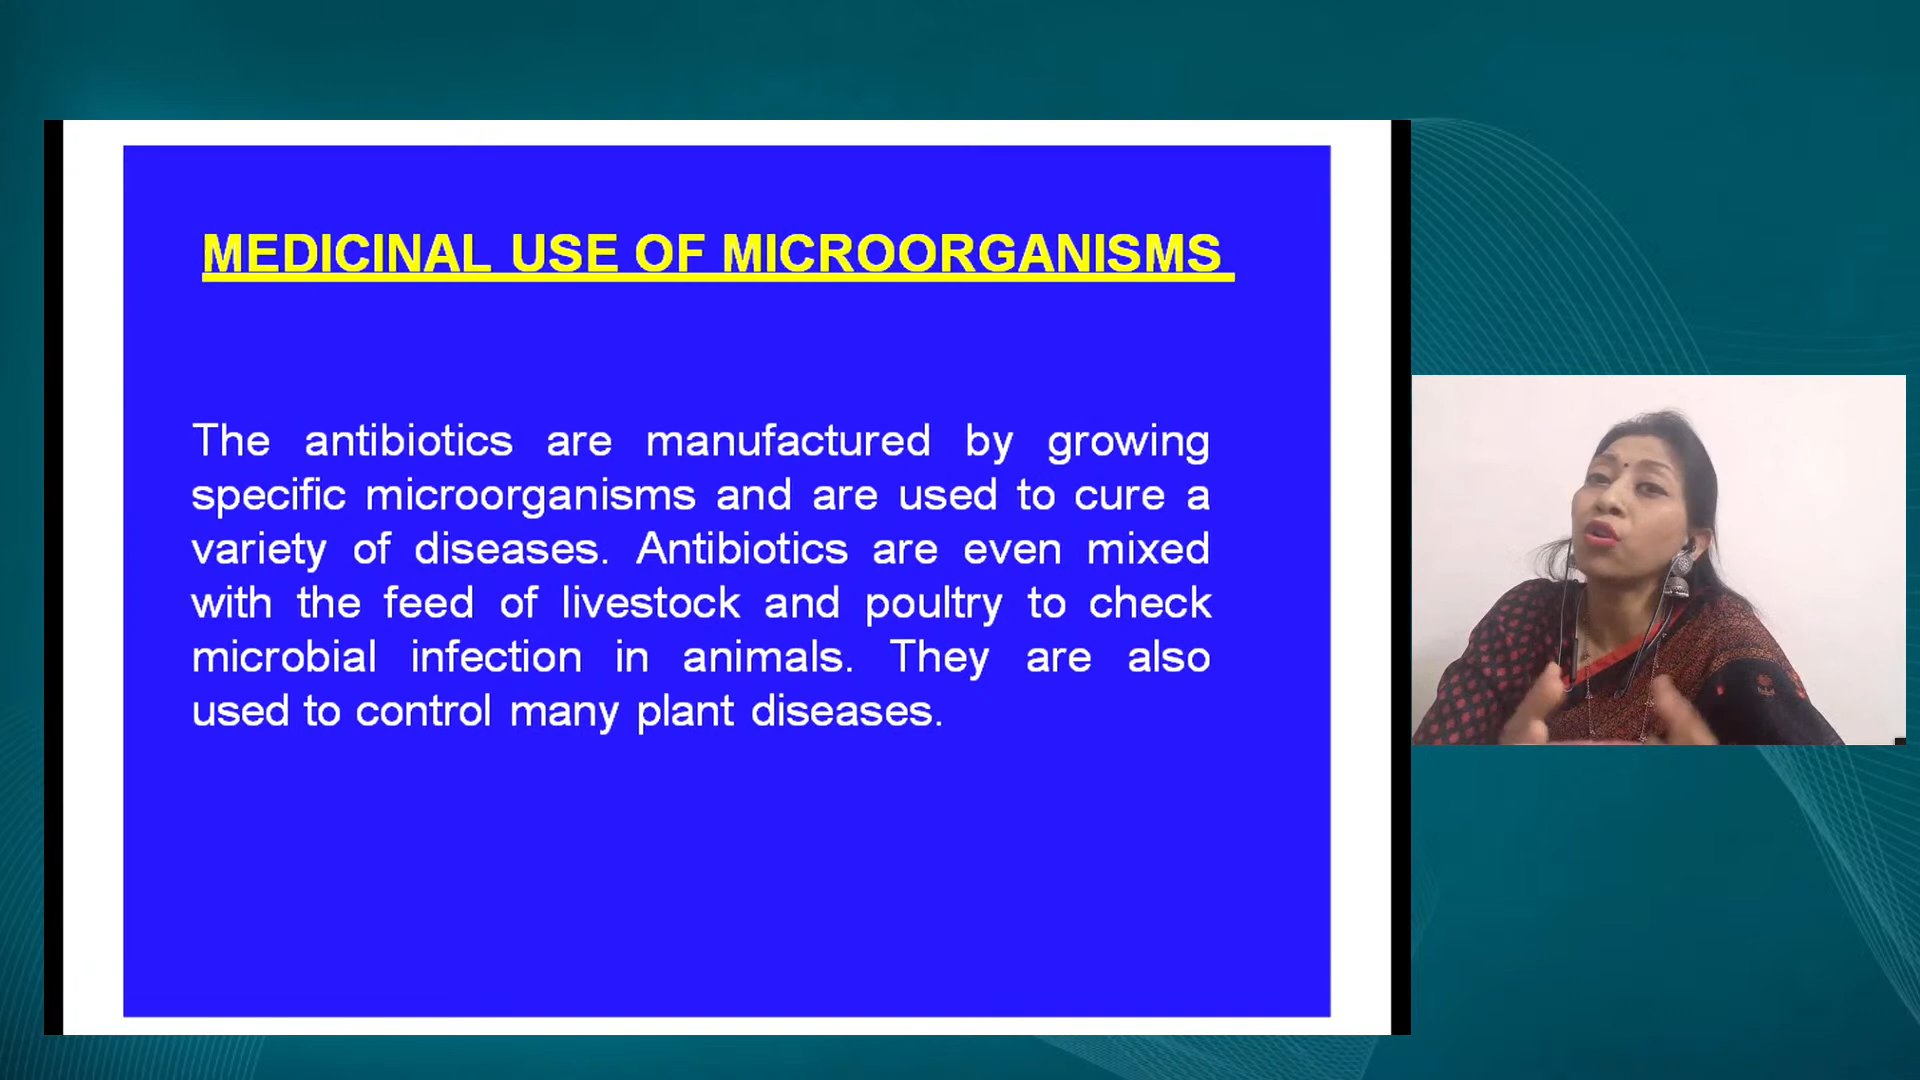 MEDICINAL USE OF MICROORGANISMS
The antibiotics are manufactured by growing
specific microorganisms and are used to cure a
variety of diseases. Antibiotics are even mixed
with the feed of livestock and poultry to check
microbial infection in animals. They are also
used to control many plant diseases.